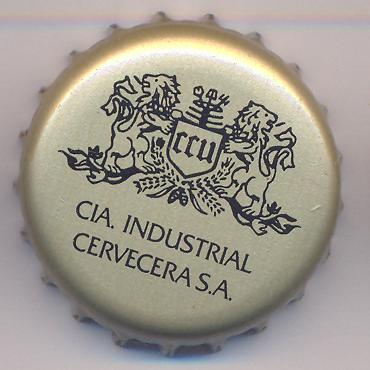 CCU
CIA. INDUSTRIAL
CERVECERA S.A.